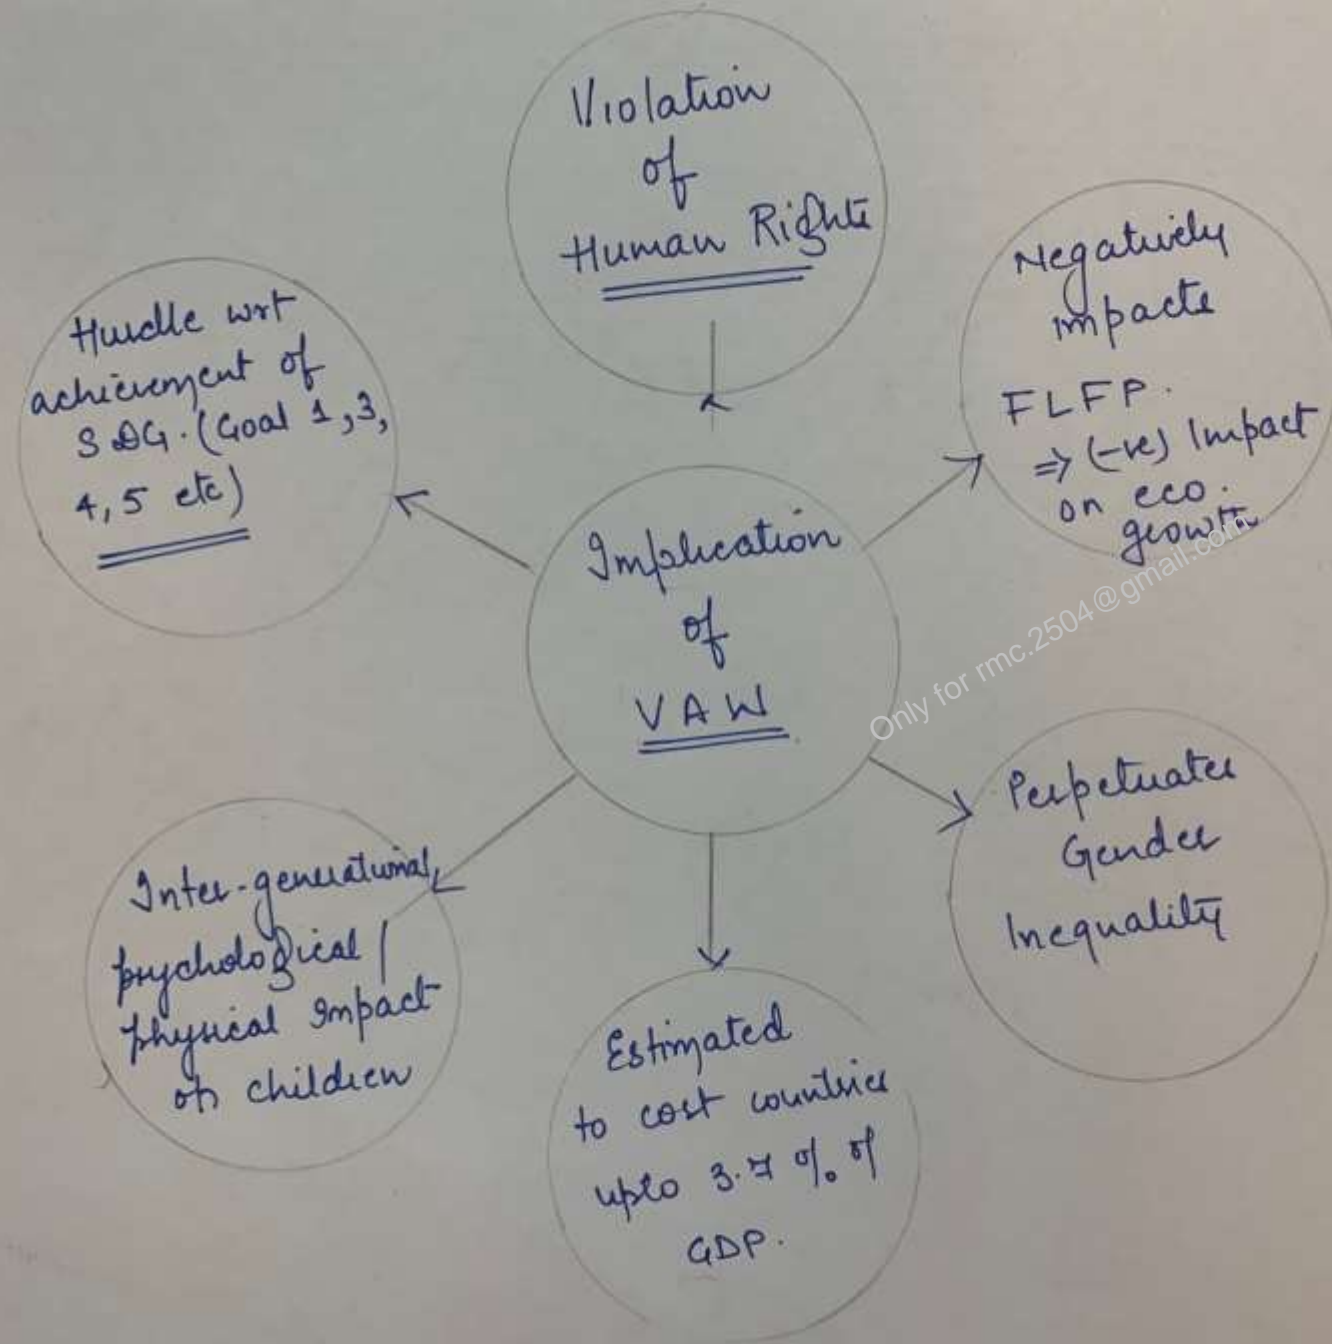 Violation
of
Human Rights
Negatively
impacts
FLFP.
⇒ (-ve) Impact
on eco.
growth
Hurdle wrt
achievement of
SDG. (Goal 1, 3,
4, 5 etc)
Implication
of
VAW
Only for rmc.2504@gmail.com
Perpetuates
Gender
Inequality
Inter-generational,
psychological /
physical impact
on children
Estimated
to cost countries
upto 3.7 % of
GDP.